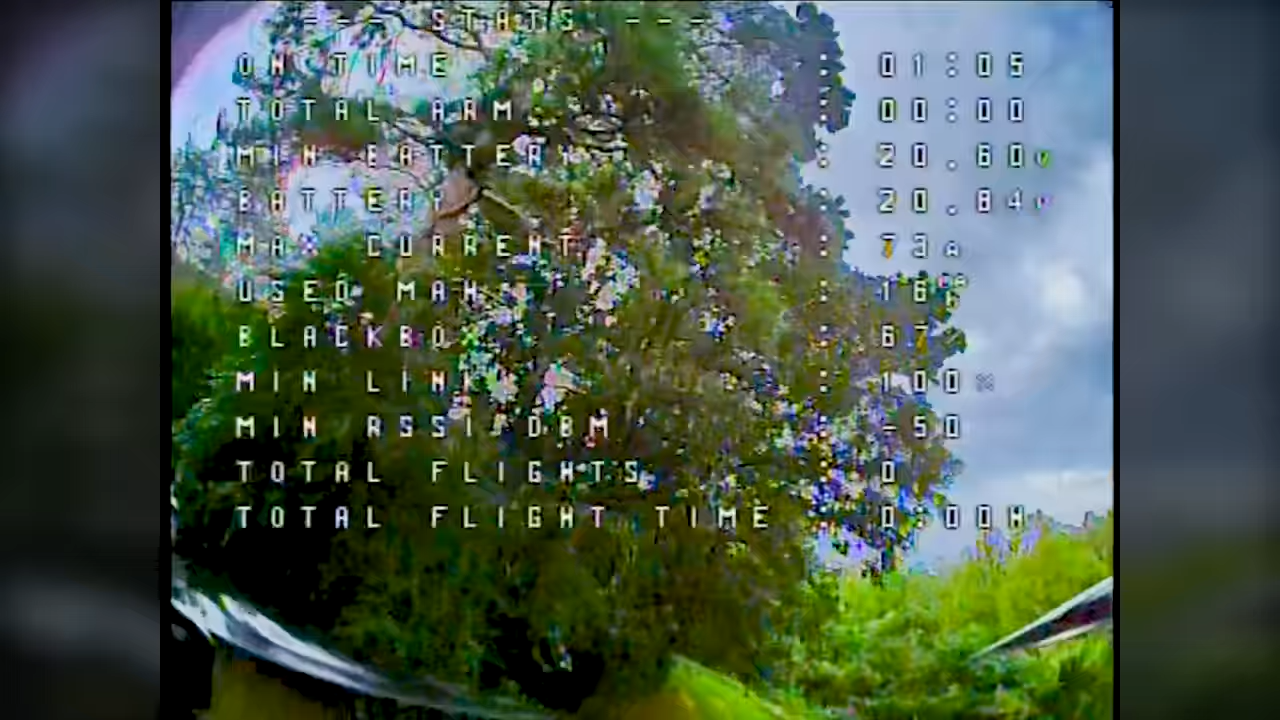 --- STATS ---
ON TIME : 01:05
TOTAL ARM : 00:00
MIN BATTERY : 20.60V
BATTERY : 20.84V
MAX CURRENT : 73A
USED MAH : 16
BLACKBOX : 67
MIN LINK : 100%
MIN RSSI DBM : -50
TOTAL FLIGHTS : 0
TOTAL FLIGHT TIME : 0:00H